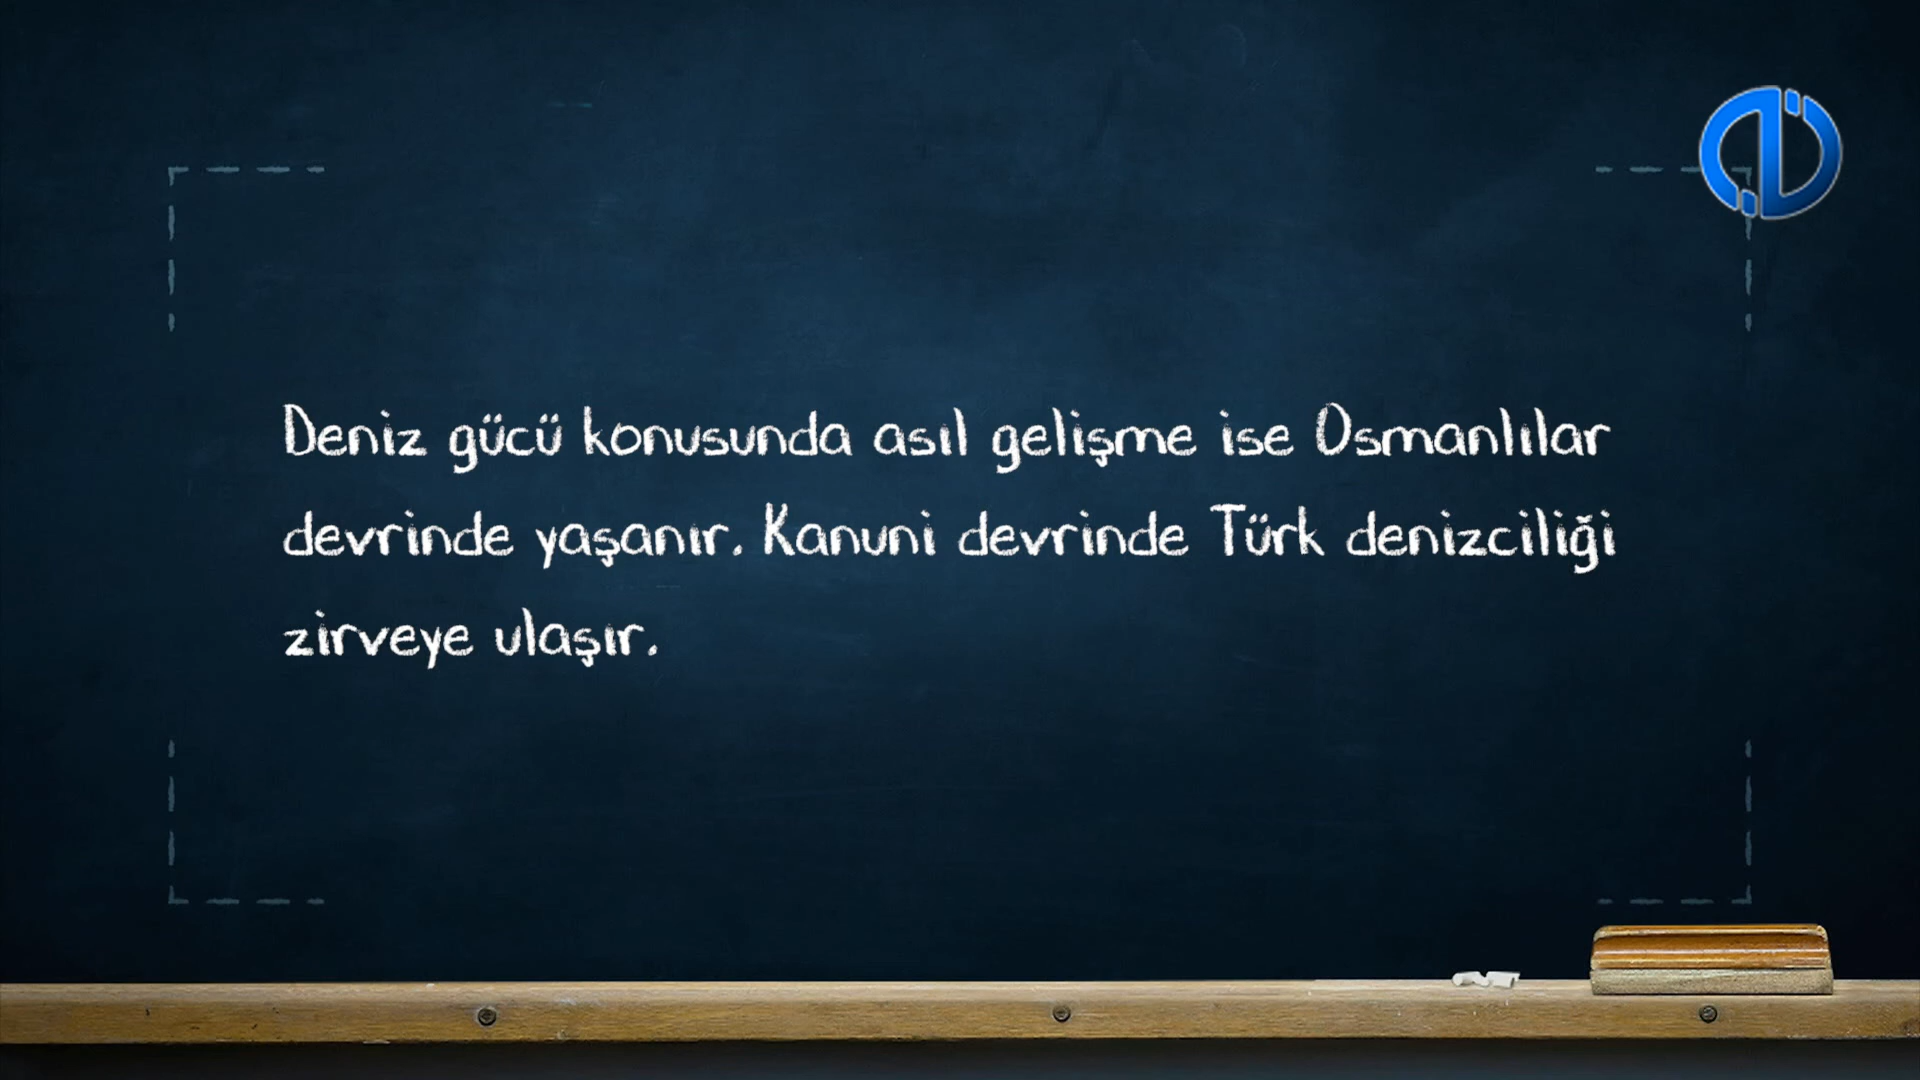 Deniz gücü konusunda asıl gelişme ise Osmanlılar
devrinde yaşanır. Kanuni devrinde Türk denizciliği
zirveye ulaşır.